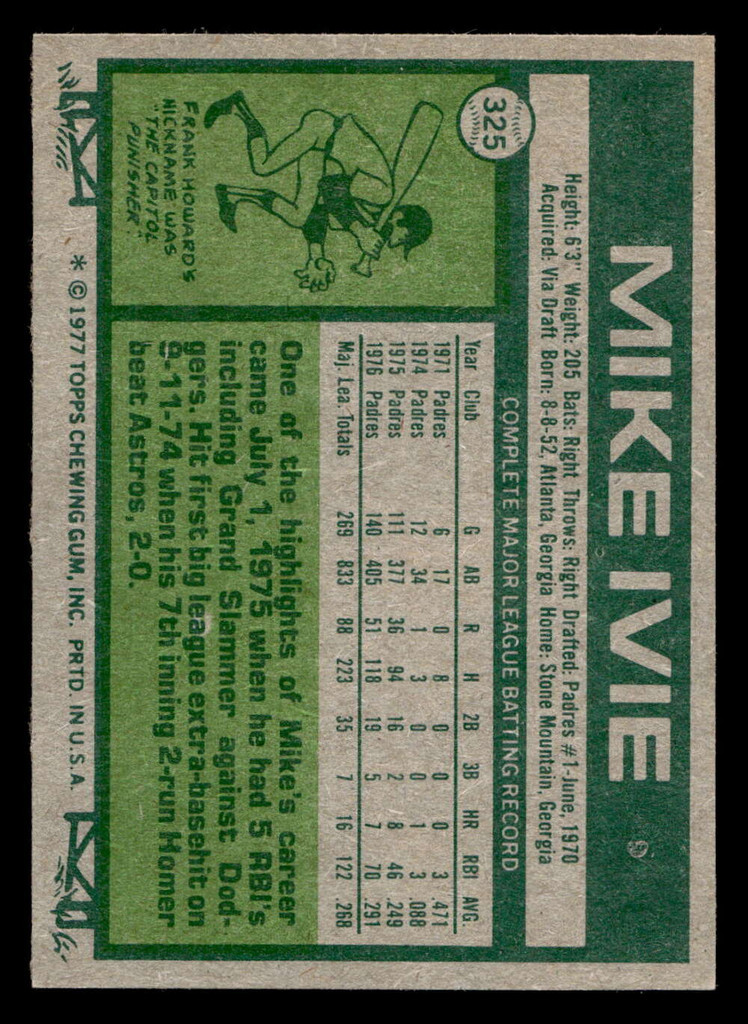 325
MIKE IVIE
Height: 6'3" Weight: 205 Bats: Right Throws: Right Drafted: Padres #1-June, 1970
Acquired: Via Draft Born: 8-8-52, Atlanta, Georgia Home: Stone Mountain, Georgia
COMPLETE MAJOR LEAGUE BATTING RECORD
Year Club G AB R H 2B 3B HR RBI AVG.
1971 Padres 6 17 0 8 0 0 0 3 .471
1974 Padres 12 34 1 3 0 0 1 3 .088
1975 Padres 111 377 36 94 16 2 8 46 .249
1976 Padres 140 405 51 118 19 5 7 70 .291
Maj. Lea. Totals 269 833 88 223 35 7 16 122 .268
FRANK HOWARD'S
NICKNAME WAS
"THE CAPITOL
PUNISHER."
One of the highlights of Mike's career
came July 1, 1975 when he had 5 RBI's
including Grand Slammer against Dod-
gers. Hit first big league extra-basehit on
9-11-74 when his 7th inning 2-run Homer
beat Astros, 2-0.
* © 1977 TOPPS CHEWING GUM, INC. PRTD. IN U.S.A.